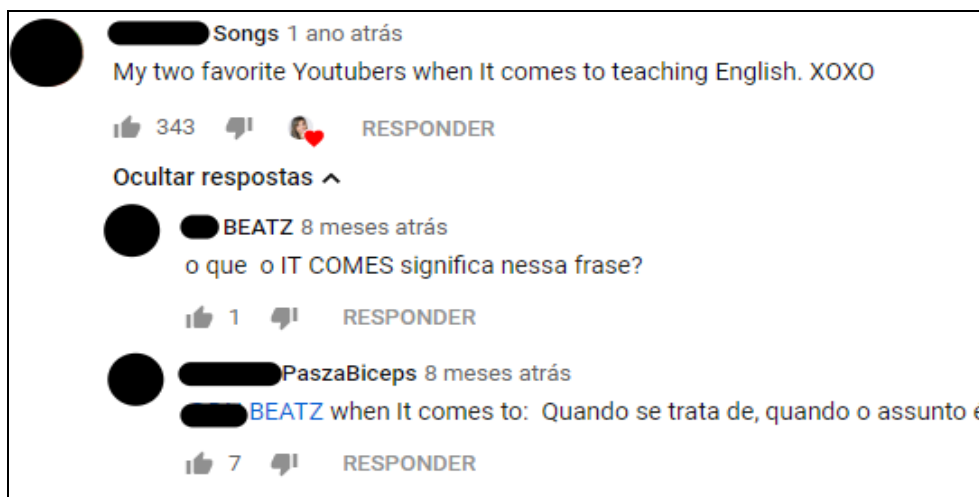 Songs 1 ano atrás
My two favorite Youtubers when It comes to teaching English. XOXO
343 RESPONDER
Ocultar respostas
BEATZ 8 meses atrás
o que o IT COMES significa nessa frase?
1 RESPONDER
PaszaBiceps 8 meses atrás
BEATZ when It comes to: Quando se trata de, quando o assunto é
7 RESPONDER